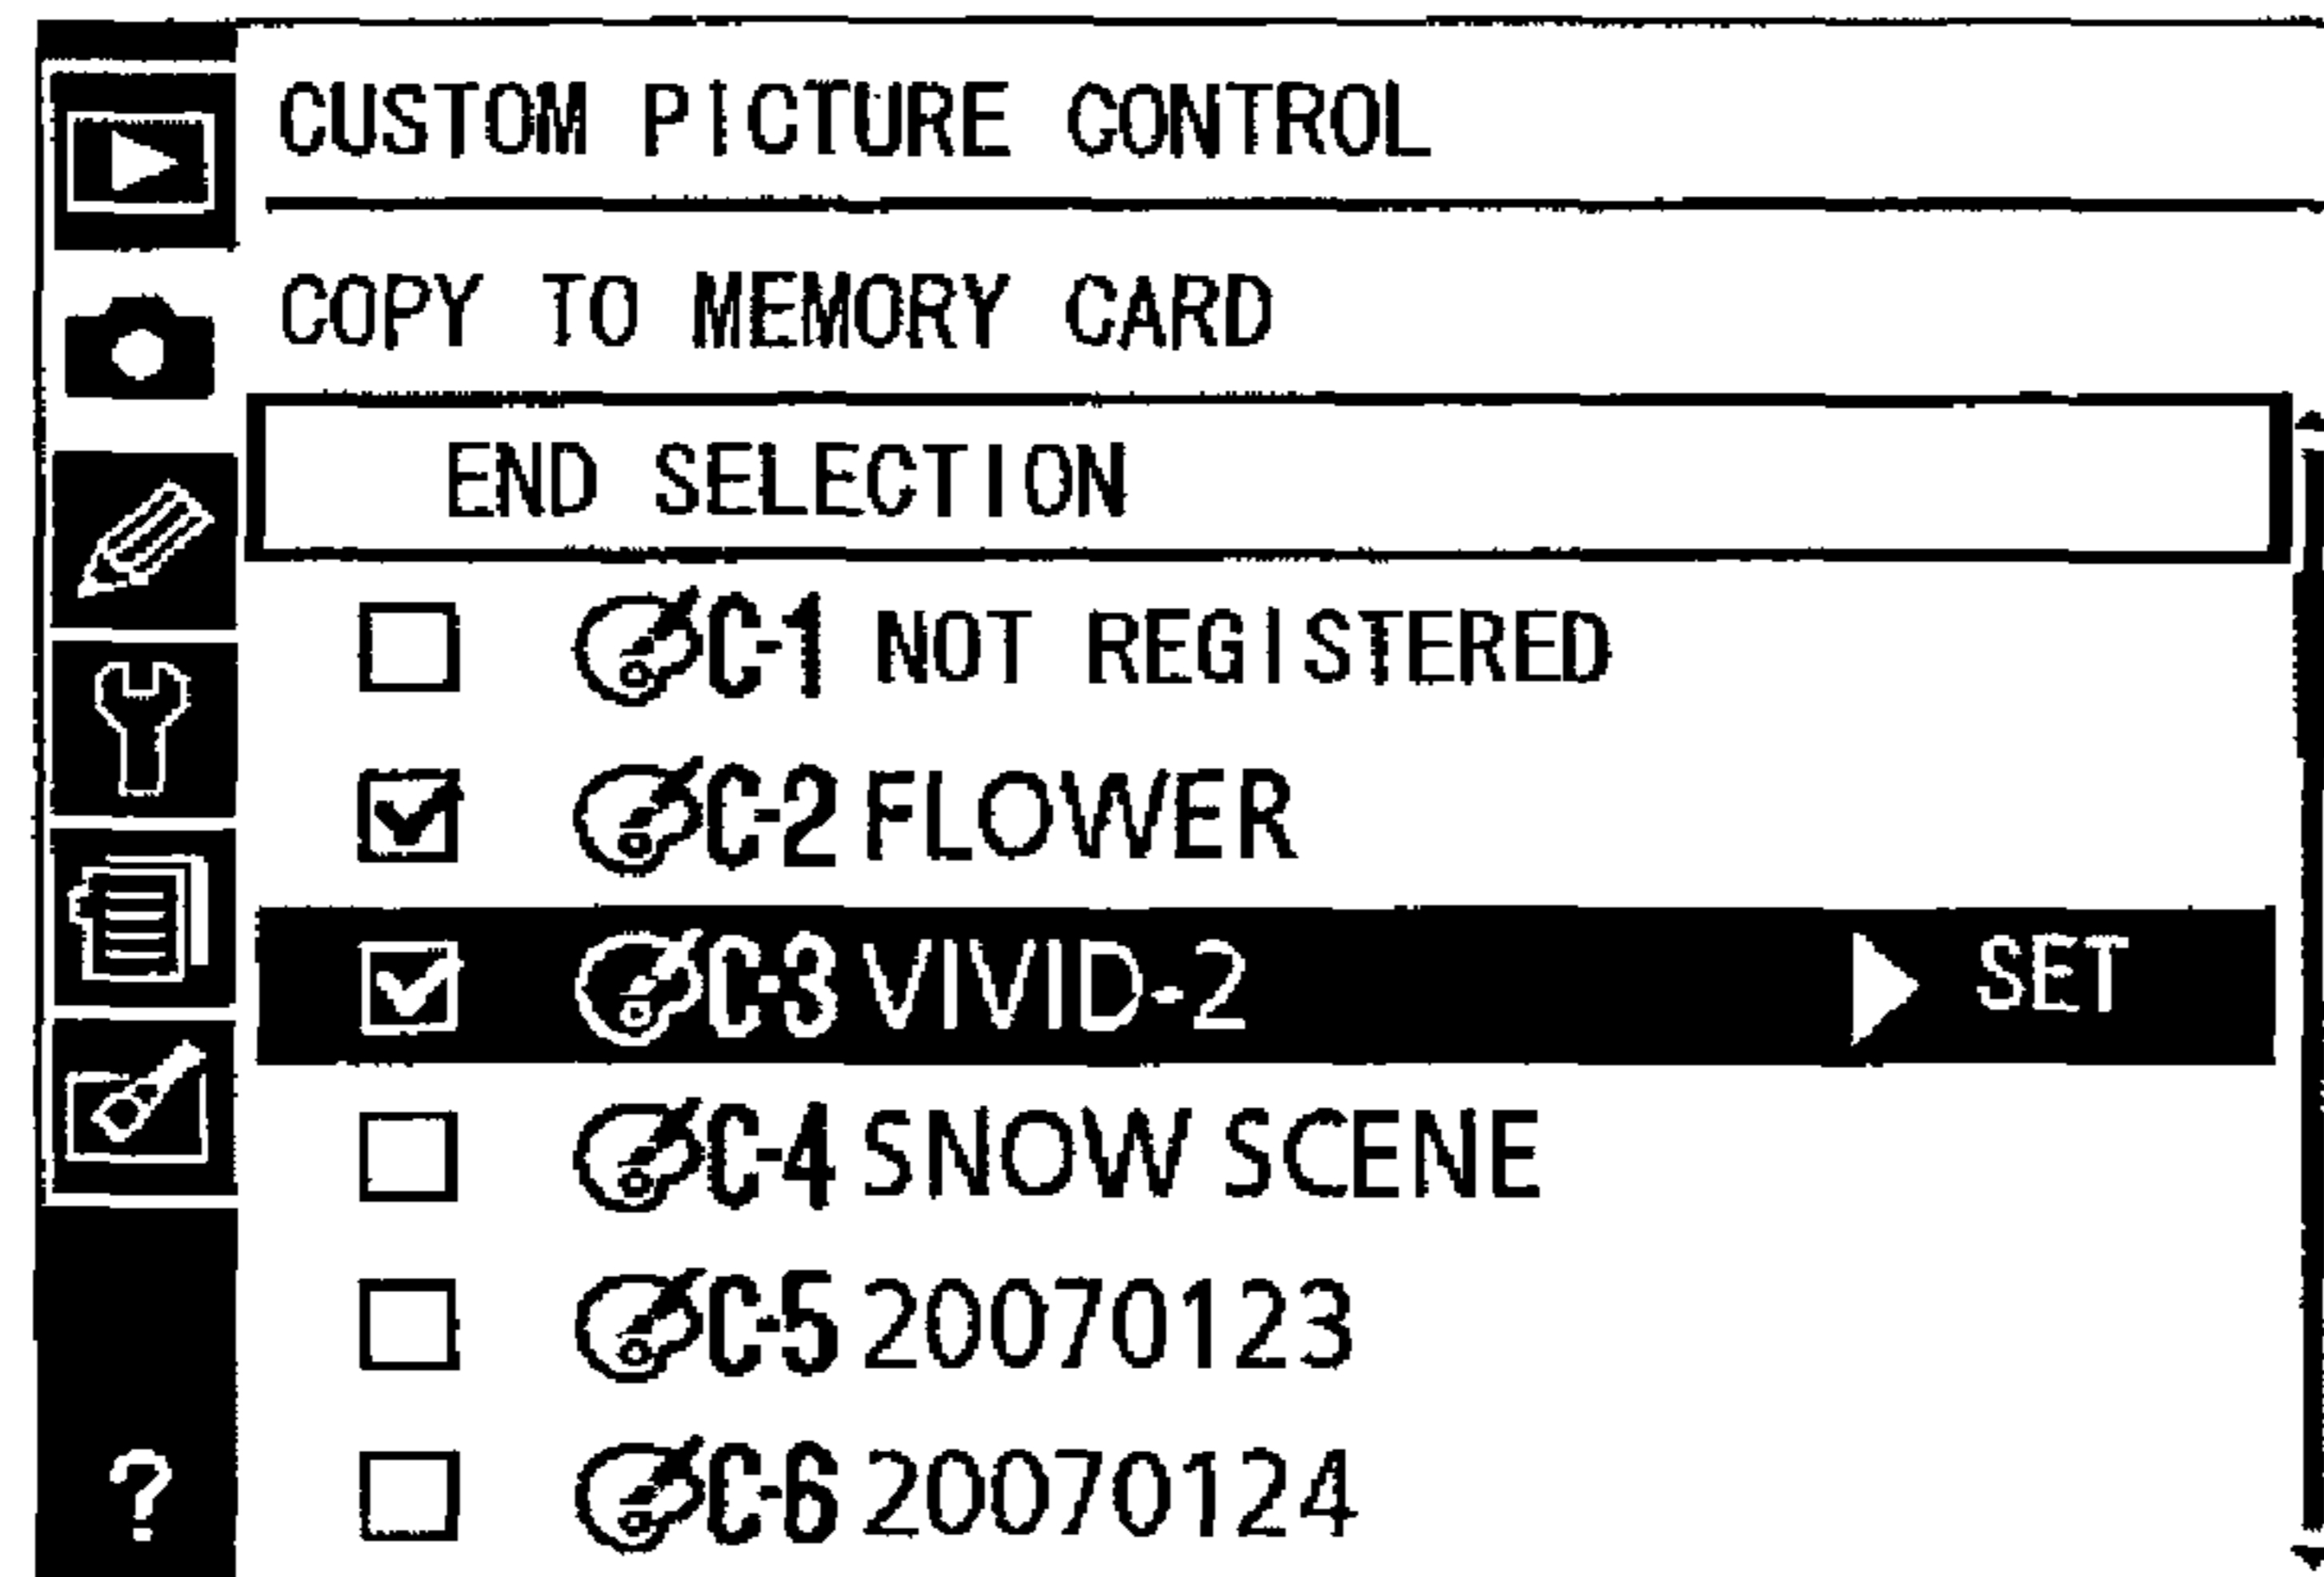 CUSTOM PICTURE CONTROL
COPY TO MEMORY CARD
END SELECTION
C-1 NOT REGISTERED
C-2 FLOWER
C-3 VIVID-2 SET
C-4 SNOW SCENE
C-5 20070123
C-6 20070124
?